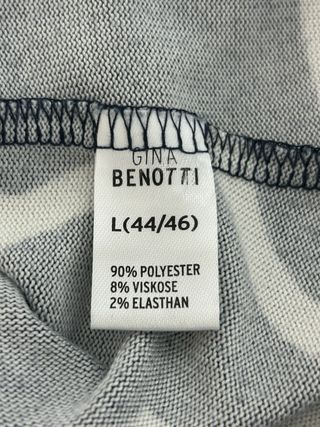 GINA
BENOTTI
L(44/46)
90% POLYESTER
8% VISKOSE
2% ELASTHAN